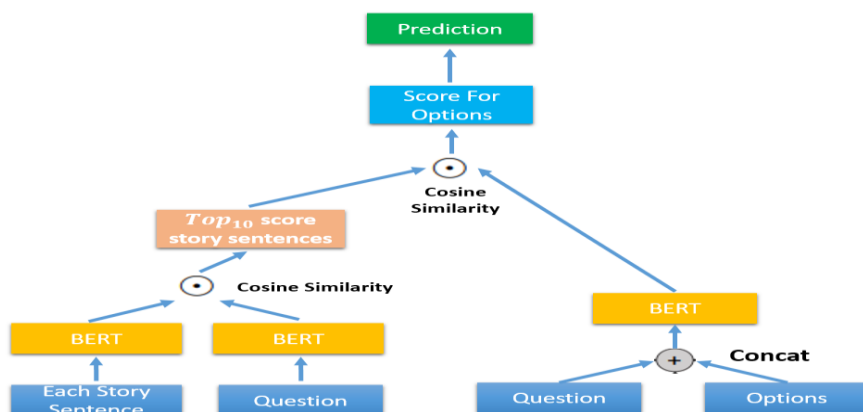 Prediction
Score For
Options
Cosine
Similarity
Top₁₀ score
story sentences
Cosine Similarity
BERT
BERT
BERT
Concat
Each Story
Sentence
Question
Question
Options